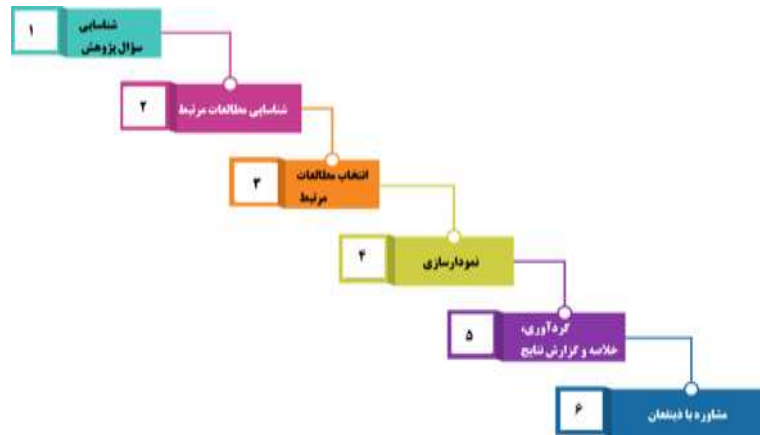 ۱
شناسایی
سؤال پژوهش
۲
شناسایی مطالعات مرتبط
۳
انتخاب مطالعات
مرتبط
۴
نمودارسازی
۵
گردآوری،
خلاصه و گزارش نتایج
۶
مشاوره با ذینفعان